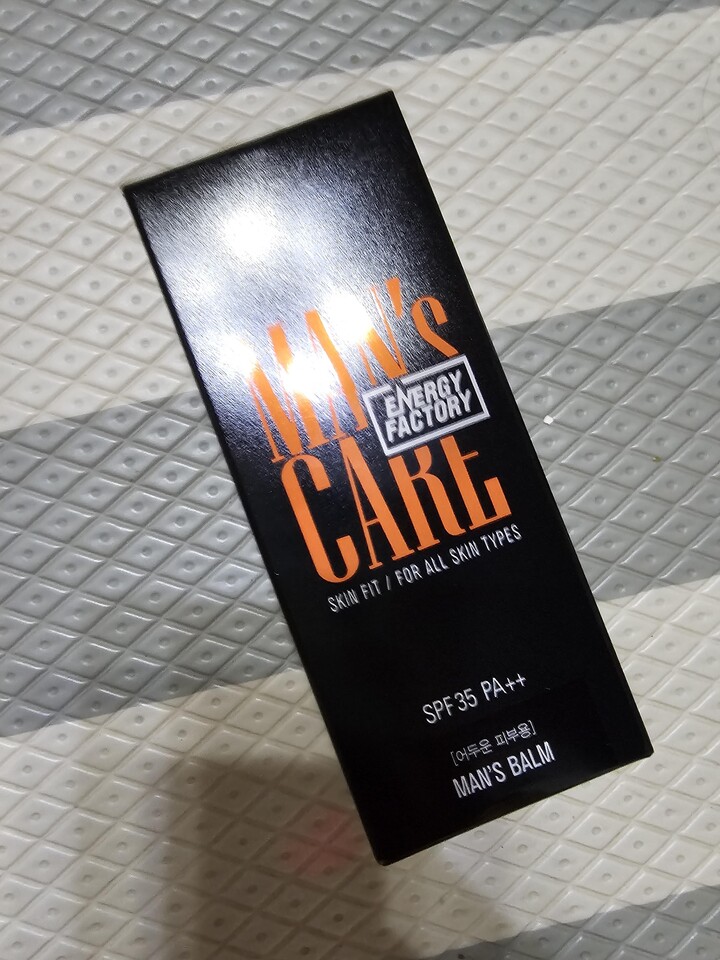 MAN's
ENERGY
FACTORY
CARE
SKIN FIT / FOR ALL SKIN TYPES
SPF 35 PA++
[어두운 피부용]
MAN'S BALM